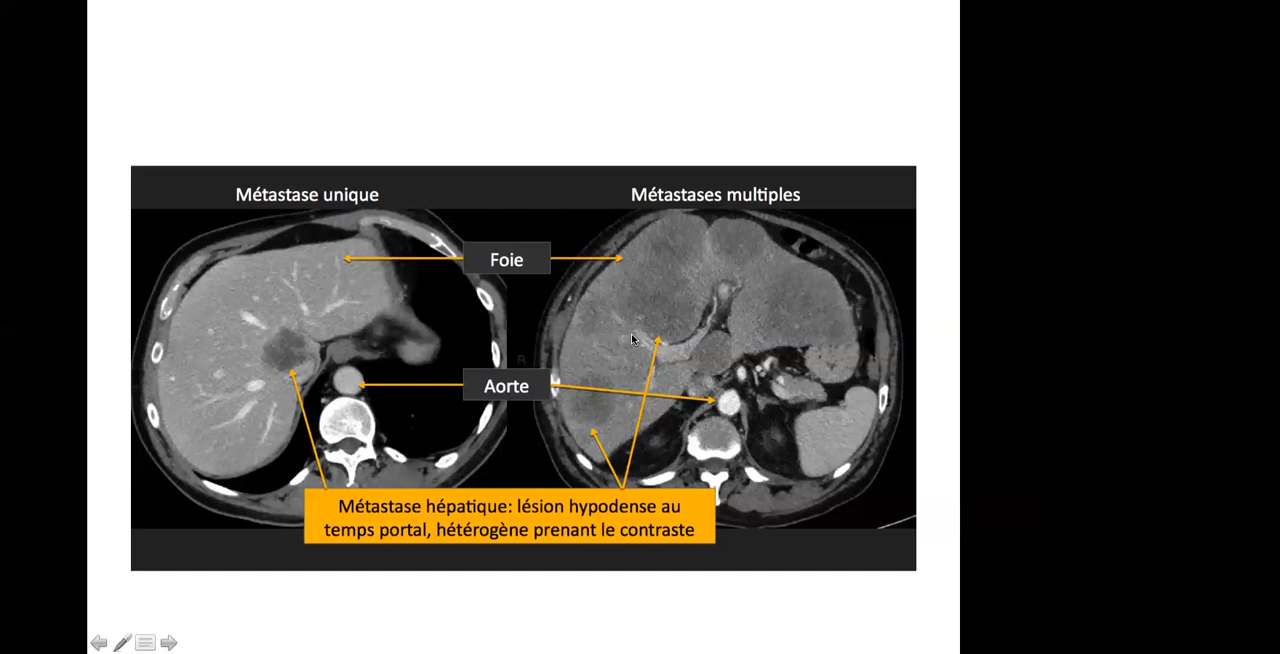 Métastase unique
Métastases multiples
Foie
R
Aorte
Métastase hépatique: lésion hypodense au
temps portal, hétérogène prenant le contraste